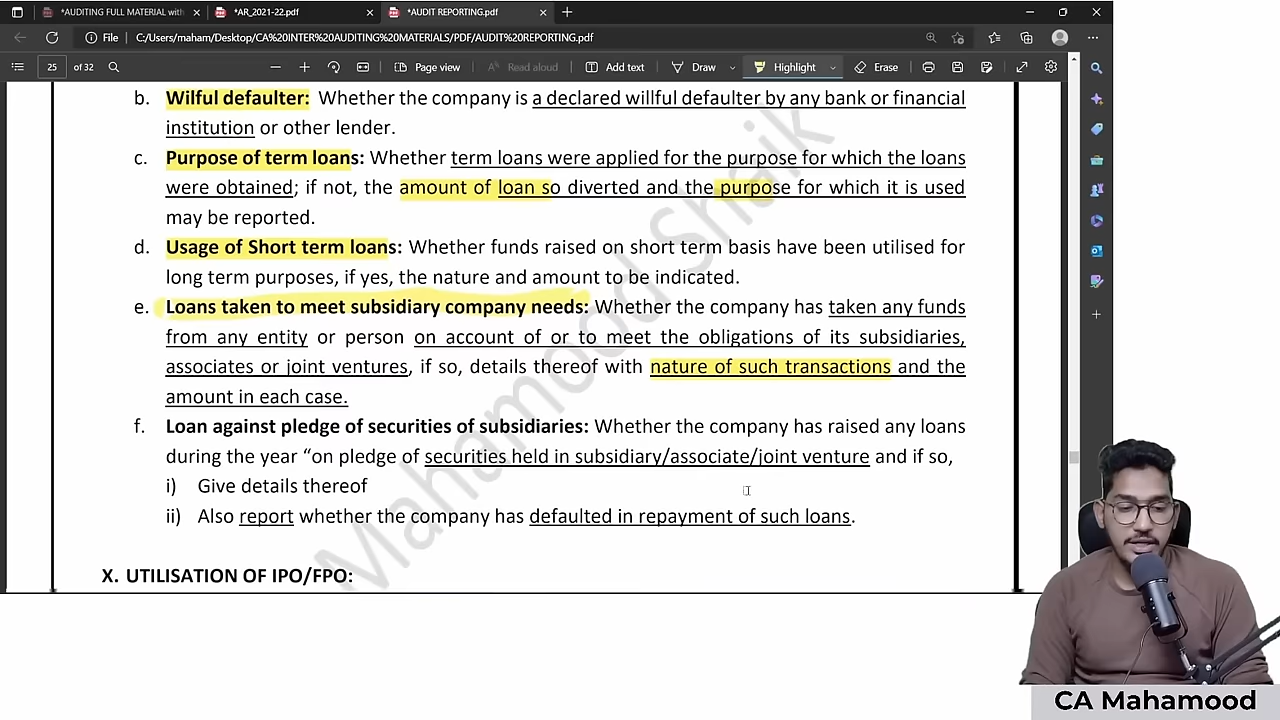 *AUDITING FULL MATERIAL with
*AR_2021-22.pdf
*AUDIT REPORTING.pdf
File
C:/Users/maham/Desktop/CA%20INTER%20AUDITING%20MATERIALS/PDF/AUDIT%20REPORTING.pdf
25 of 32
Page view
Read aloud
Add text
Draw
Highlight
Erase
b. Wilful defaulter: Whether the company is a declared willful defaulter by any bank or financial
institution or other lender.
c. Purpose of term loans: Whether term loans were applied for the purpose for which the loans
were obtained; if not, the amount of loan so diverted and the purpose for which it is used
may be reported.
d. Usage of Short term loans: Whether funds raised on short term basis have been utilised for
long term purposes, if yes, the nature and amount to be indicated.
e. Loans taken to meet subsidiary company needs: Whether the company has taken any funds
from any entity or person on account of or to meet the obligations of its subsidiaries,
associates or joint ventures, if so, details thereof with nature of such transactions and the
amount in each case.
f. Loan against pledge of securities of subsidiaries: Whether the company has raised any loans
during the year “on pledge of securities held in subsidiary/associate/joint venture and if so,
i) Give details thereof
ii) Also report whether the company has defaulted in repayment of such loans.
X. UTILISATION OF IPO/FPO:
Mahamood Shaik
CA Mahamood